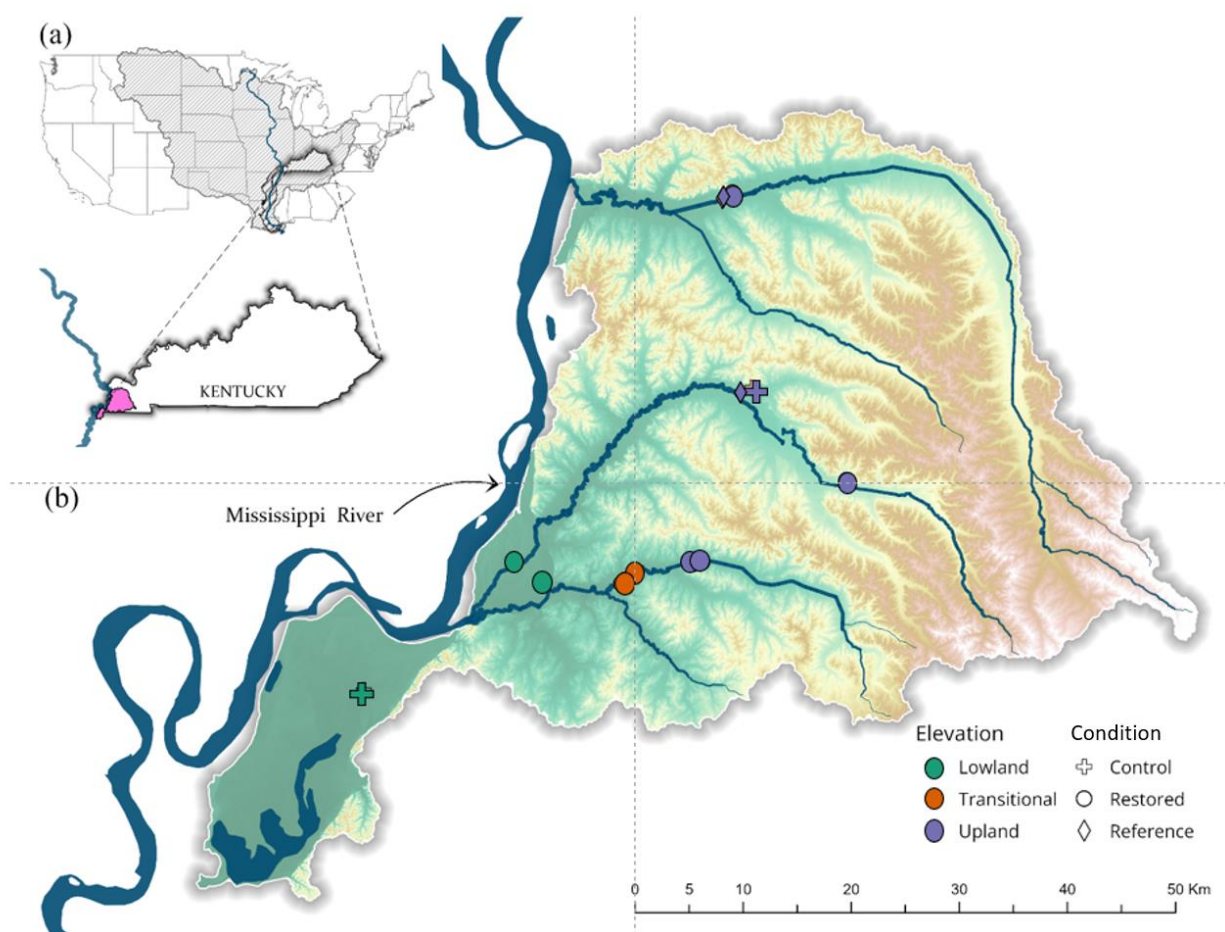 (a)
KENTUCKY
(b)
Mississippi River
Elevation
Lowland
Transitional
Upland
Condition
Control
Restored
Reference
0 5 10 20 30 40 50 Km